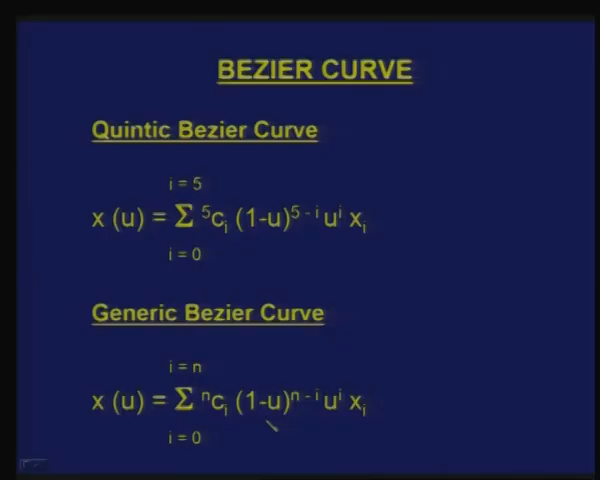 BEZIER CURVE
Quintic Bezier Curve
i = 5
x (u) = Σ ⁵cᵢ (1-u)⁵ ⁻ ⁱ uⁱ xᵢ
i = 0
Generic Bezier Curve
i = n
x (u) = Σ ⁿcᵢ (1-u)ⁿ ⁻ ⁱ uⁱ xᵢ
i = 0